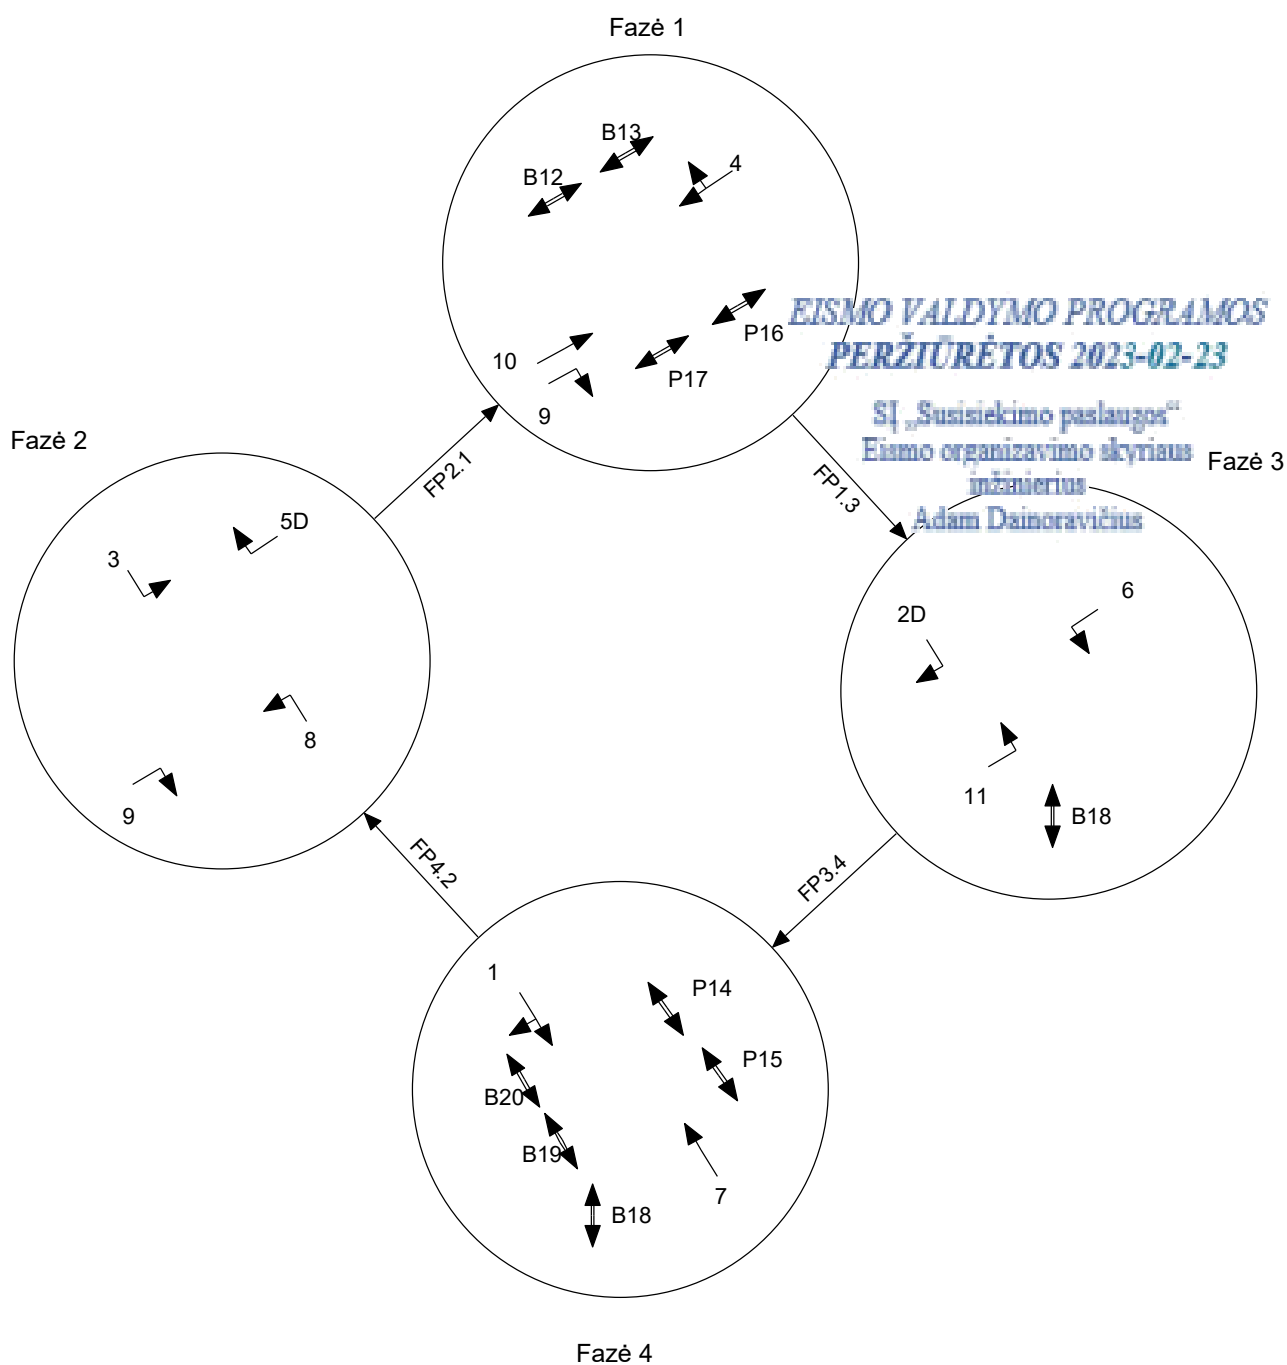 Fazė 1
B13
B12
4
P16
10
P17
9
EISMO VALDYMO PROGRAMOS
PERŽIŪRĖTOS 2023-02-23
SĮ „Susisiekimo paslaugos“
Eismo organizavimo skyriaus
inžinierius
Adam Dainoravičius
Fazė 2
FP2.1
FP1.3
Fazė 3
5D
3
8
9
6
2D
11
B18
FP4.2
FP3.4
1
P14
P15
B20
B19
7
B18
Fazė 4